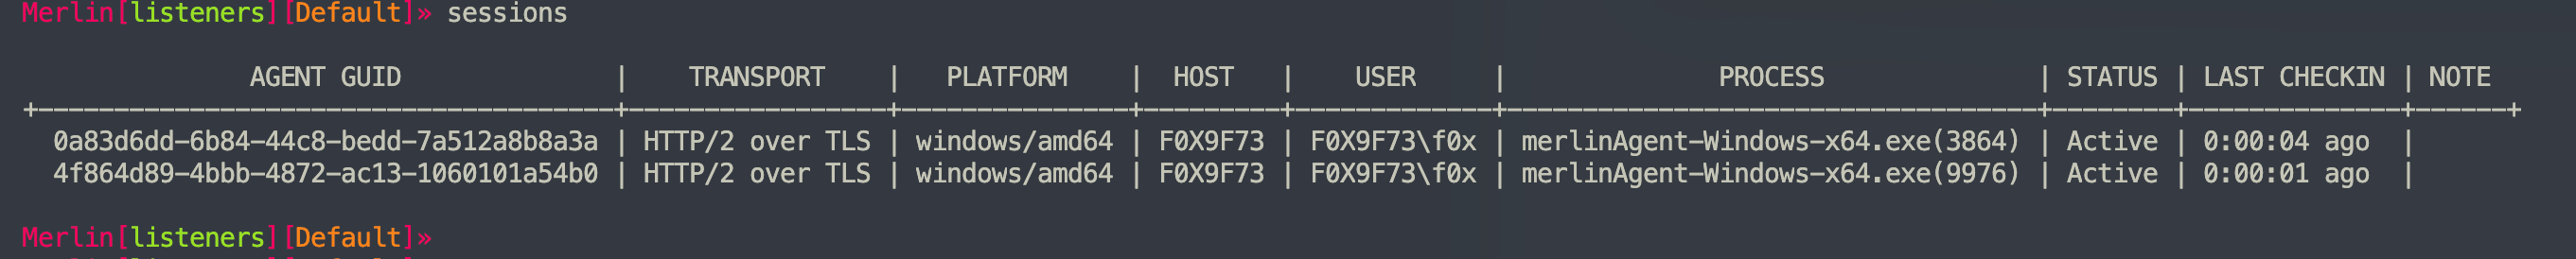 Merlin[listeners][Default]» sessions
AGENT GUID | TRANSPORT | PLATFORM | HOST | USER | PROCESS | STATUS | LAST CHECKIN | NOTE
+--------------------------------------+-----------------+---------------+---------+-------------+-----------------------------------+--------+--------------+------+
0a83d6dd-6b84-44c8-bedd-7a512a8b8a3a | HTTP/2 over TLS | windows/amd64 | F0X9F73 | F0X9F73\f0x | merlinAgent-Windows-x64.exe(3864) | Active | 0:00:04 ago |
4f864d89-4bbb-4872-ac13-1060101a54b0 | HTTP/2 over TLS | windows/amd64 | F0X9F73 | F0X9F73\f0x | merlinAgent-Windows-x64.exe(9976) | Active | 0:00:01 ago |
Merlin[listeners][Default]»